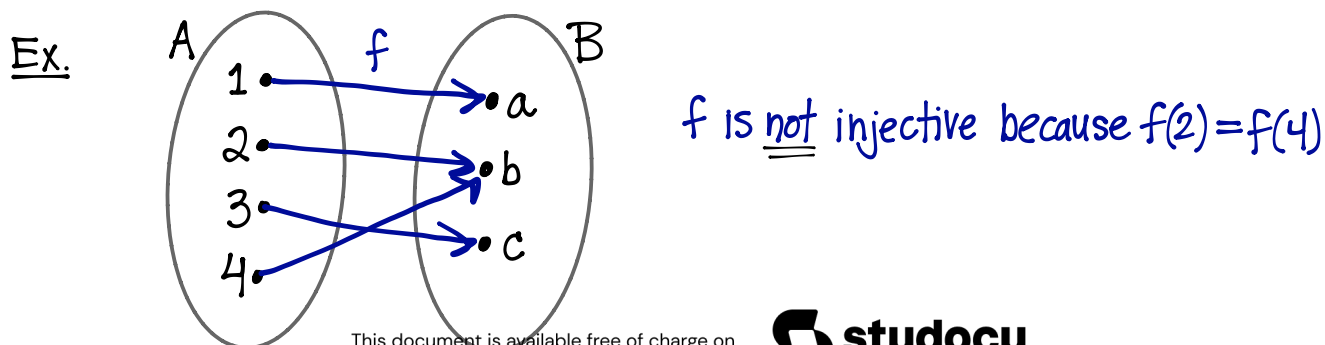 Ex.
A f B
1 a
2 b
3 c
4
f is not injective because f(2)=f(4)
This document is available free of charge on studocu